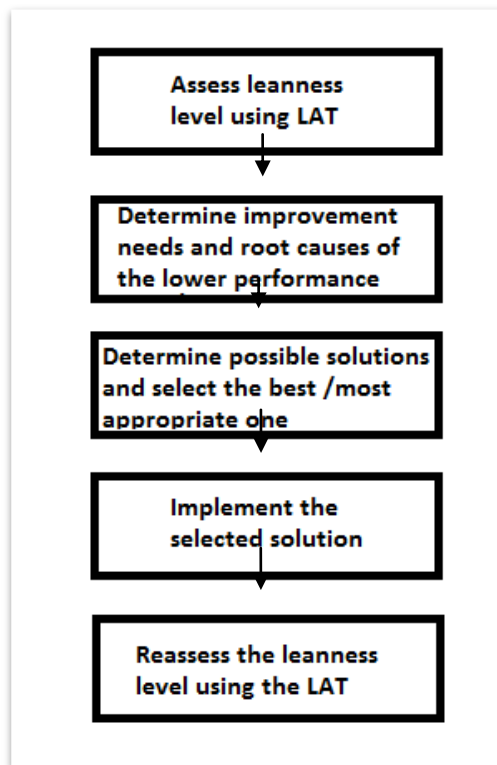 Assess leanness
level using LAT
Determine improvement
needs and root causes of
the lower performance
Determine possible solutions
and select the best /most
appropriate one
Implement the
selected solution
Reassess the leanness
level using the LAT